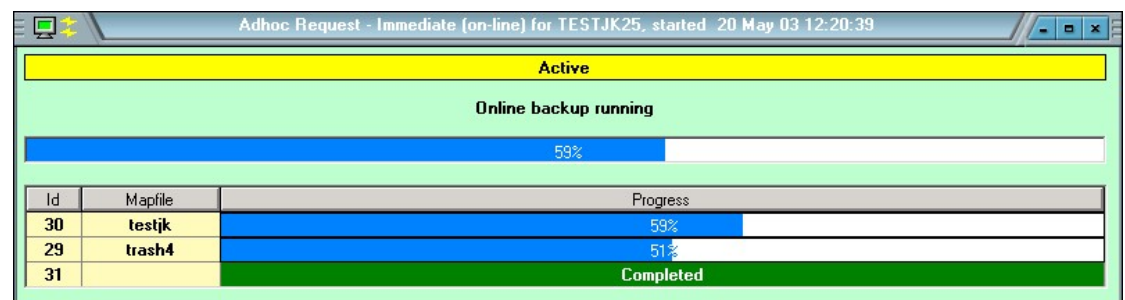 Adhoc Request - Immediate (on-line) for TESTJK25, started 20 May 03 12:20:39
Active
Online backup running
59%
Id Mapfile Progress
30 testjk 59%
29 trash4 51%
31 Completed